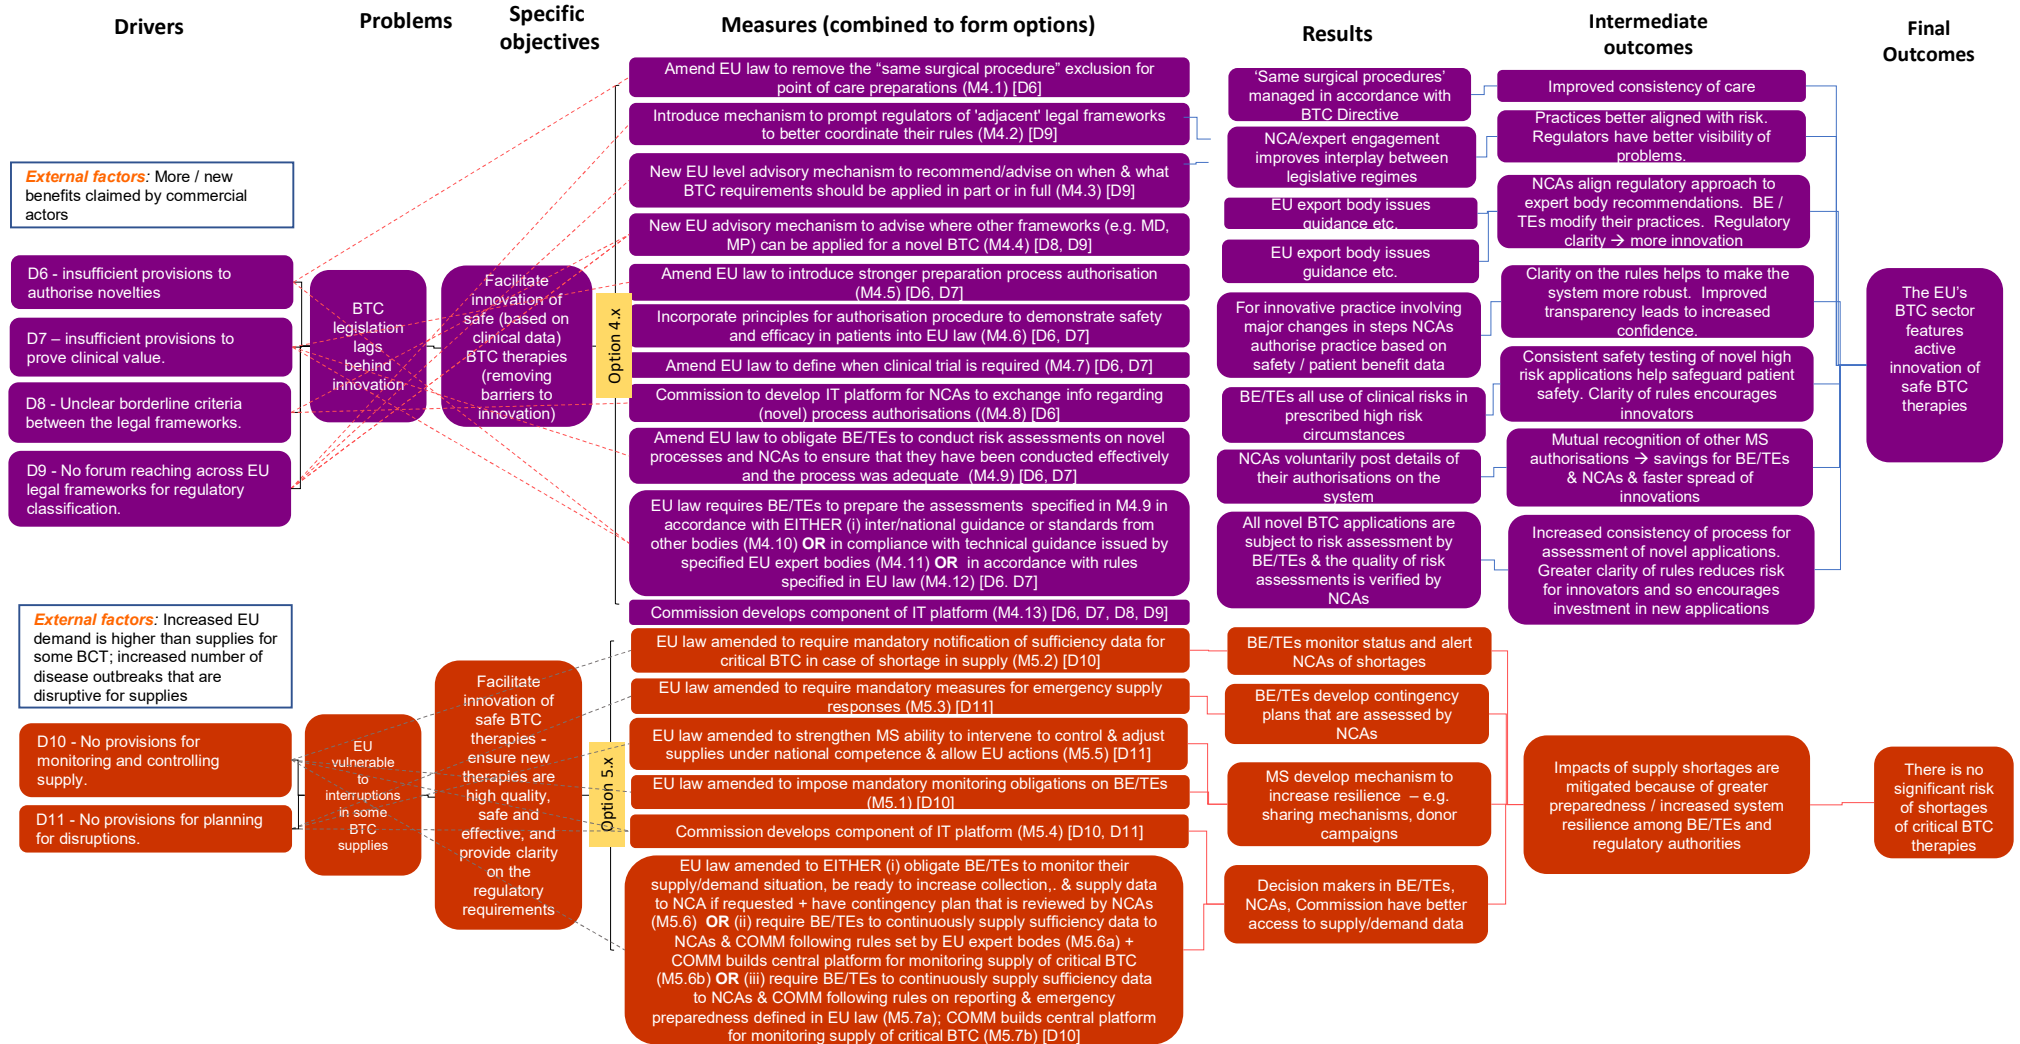 Drivers
Problems
Specific
objectives
Measures (combined to form options)
Results
Intermediate
outcomes
Final
Outcomes
External factors: More / new
benefits claimed by commercial
actors
D6 - insufficient provisions to
authorise novelties
D7 – insufficient provisions to
prove clinical value.
D8 - Unclear borderline criteria
between the legal frameworks.
D9 - No forum reaching across EU
legal frameworks for regulatory
classification.
BTC
legislation
lags
behind
innovation
Facilitate
innovation of
safe (based on
clinical data)
BTC therapies
(removing
barriers to
innovation)
Option 4.x
Amend EU law to remove the “same surgical procedure” exclusion for
point of care preparations (M4.1) [D6]
Introduce mechanism to prompt regulators of 'adjacent' legal frameworks
to better coordinate their rules (M4.2) [D9]
New EU level advisory mechanism to recommend/advise on when & what
BTC requirements should be applied in part or in full (M4.3) [D9]
New EU advisory mechanism to advise where other frameworks (e.g. MD,
MP) can be applied for a novel BTC (M4.4) [D8, D9]
Amend EU law to introduce stronger preparation process authorisation
(M4.5) [D6, D7]
Incorporate principles for authorisation procedure to demonstrate safety
and efficacy in patients into EU law (M4.6) [D6, D7]
Amend EU law to define when clinical trial is required (M4.7) [D6, D7]
Commission to develop IT platform for NCAs to exchange info regarding
(novel) process authorisations ((M4.8) [D6]
Amend EU law to obligate BE/TEs to conduct risk assessments on novel
processes and NCAs to ensure that they have been conducted effectively
and the process was adequate (M4.9) [D6, D7]
EU law requires BE/TEs to prepare the assessments specified in M4.9 in
accordance with EITHER (i) inter/national guidance or standards from
other bodies (M4.10) OR in compliance with technical guidance issued by
specified EU expert bodies (M4.11) OR in accordance with rules
specified in EU law (M4.12) [D6. D7]
Commission develops component of IT platform (M4.13) [D6, D7, D8, D9]
‘Same surgical procedures’
managed in accordance with
BTC Directive
NCA/expert engagement
improves interplay between
legislative regimes
EU export body issues
guidance etc.
EU export body issues
guidance etc.
For innovative practice involving
major changes in steps NCAs
authorise practice based on
safety / patient benefit data
BE/TEs all use of clinical risks in
prescribed high risk
circumstances
NCAs voluntarily post details of
their authorisations on the
system
All novel BTC applications are
subject to risk assessment by
BE/TEs & the quality of risk
assessments is verified by
NCAs
Improved consistency of care
Practices better aligned with risk.
Regulators have better visibility of
problems.
NCAs align regulatory approach to
expert body recommendations. BE /
TEs modify their practices. Regulatory
clarity → more innovation
Clarity on the rules helps to make the
system more robust. Improved
transparency leads to increased
confidence.
Consistent safety testing of novel high
risk applications help safeguard patient
safety. Clarity of rules encourages
innovators
Mutual recognition of other MS
authorisations → savings for BE/TEs
& NCAs & faster spread of
innovations
Increased consistency of process for
assessment of novel applications.
Greater clarity of rules reduces risk
for innovators and so encourages
investment in new applications
The EU’s
BTC sector
features
active
innovation of
safe BTC
therapies
External factors: Increased EU
demand is higher than supplies for
some BCT; increased number of
disease outbreaks that are
disruptive for supplies
D10 - No provisions for
monitoring and controlling
supply.
D11 - No provisions for planning
for disruptions.
EU
vulnerable
to
interruptions
in some
BTC
supplies
Facilitate
innovation of
safe BTC
therapies -
ensure new
therapies are
high quality,
safe and
effective, and
provide clarity
on the
regulatory
requirements
Option 5.x
EU law amended to require mandatory notification of sufficiency data for
critical BTC in case of shortage in supply (M5.2) [D10]
EU law amended to require mandatory measures for emergency supply
responses (M5.3) [D11]
EU law amended to strengthen MS ability to intervene to control & adjust
supplies under national competence & allow EU actions (M5.5) [D11]
EU law amended to impose mandatory monitoring obligations on BE/TEs
(M5.1) [D10]
Commission develops component of IT platform (M5.4) [D10, D11]
EU law amended to EITHER (i) obligate BE/TEs to monitor their
supply/demand situation, be ready to increase collection,. & supply data
to NCA if requested + have contingency plan that is reviewed by NCAs
(M5.6) OR (ii) require BE/TEs to continuously supply sufficiency data to
NCAs & COMM following rules set by EU expert bodes (M5.6a) +
COMM builds central platform for monitoring supply of critical BTC
(M5.6b) OR (iii) require BE/TEs to continuously supply sufficiency data
to NCAs & COMM following rules on reporting & emergency
preparedness defined in EU law (M5.7a); COMM builds central platform
for monitoring supply of critical BTC (M5.7b) [D10]
BE/TEs monitor status and alert
NCAs of shortages
BE/TEs develop contingency
plans that are assessed by
NCAs
MS develop mechanism to
increase resilience – e.g.
sharing mechanisms, donor
campaigns
Decision makers in BE/TEs,
NCAs, Commission have better
access to supply/demand data
Impacts of supply shortages are
mitigated because of greater
preparedness / increased system
resilience among BE/TEs and
regulatory authorities
There is no
significant risk
of shortages
of critical BTC
therapies